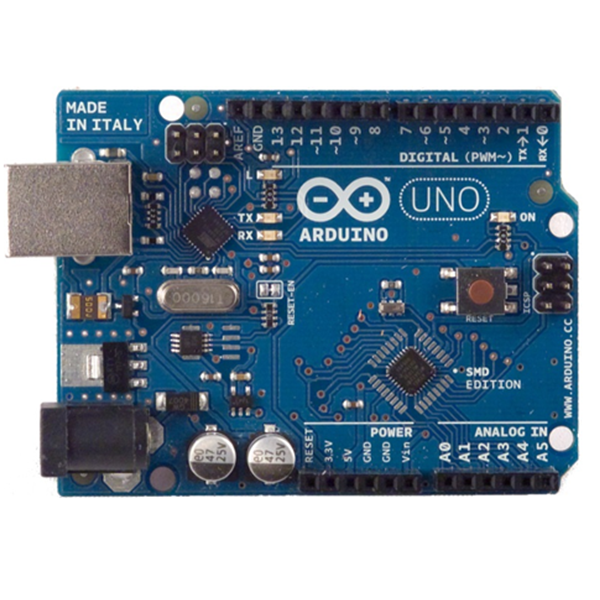 MADE
IN ITALY
AREF
GND
13
12
~11
~10
~9
8
7
~6
~5
4
~3
2
TX→1
RX←0
DIGITAL (PWM~)
L
TX
RX
™
ARDUINO
UNO
ON
T16000
RESET-EN
RESET
ICSP
SMD
EDITION
WWW.ARDUINO.CC
47
25V
47
25V
POWER
ANALOG IN
RESET
3.3V
5V
GND
GND
Vin
A0
A1
A2
A3
A4
A5